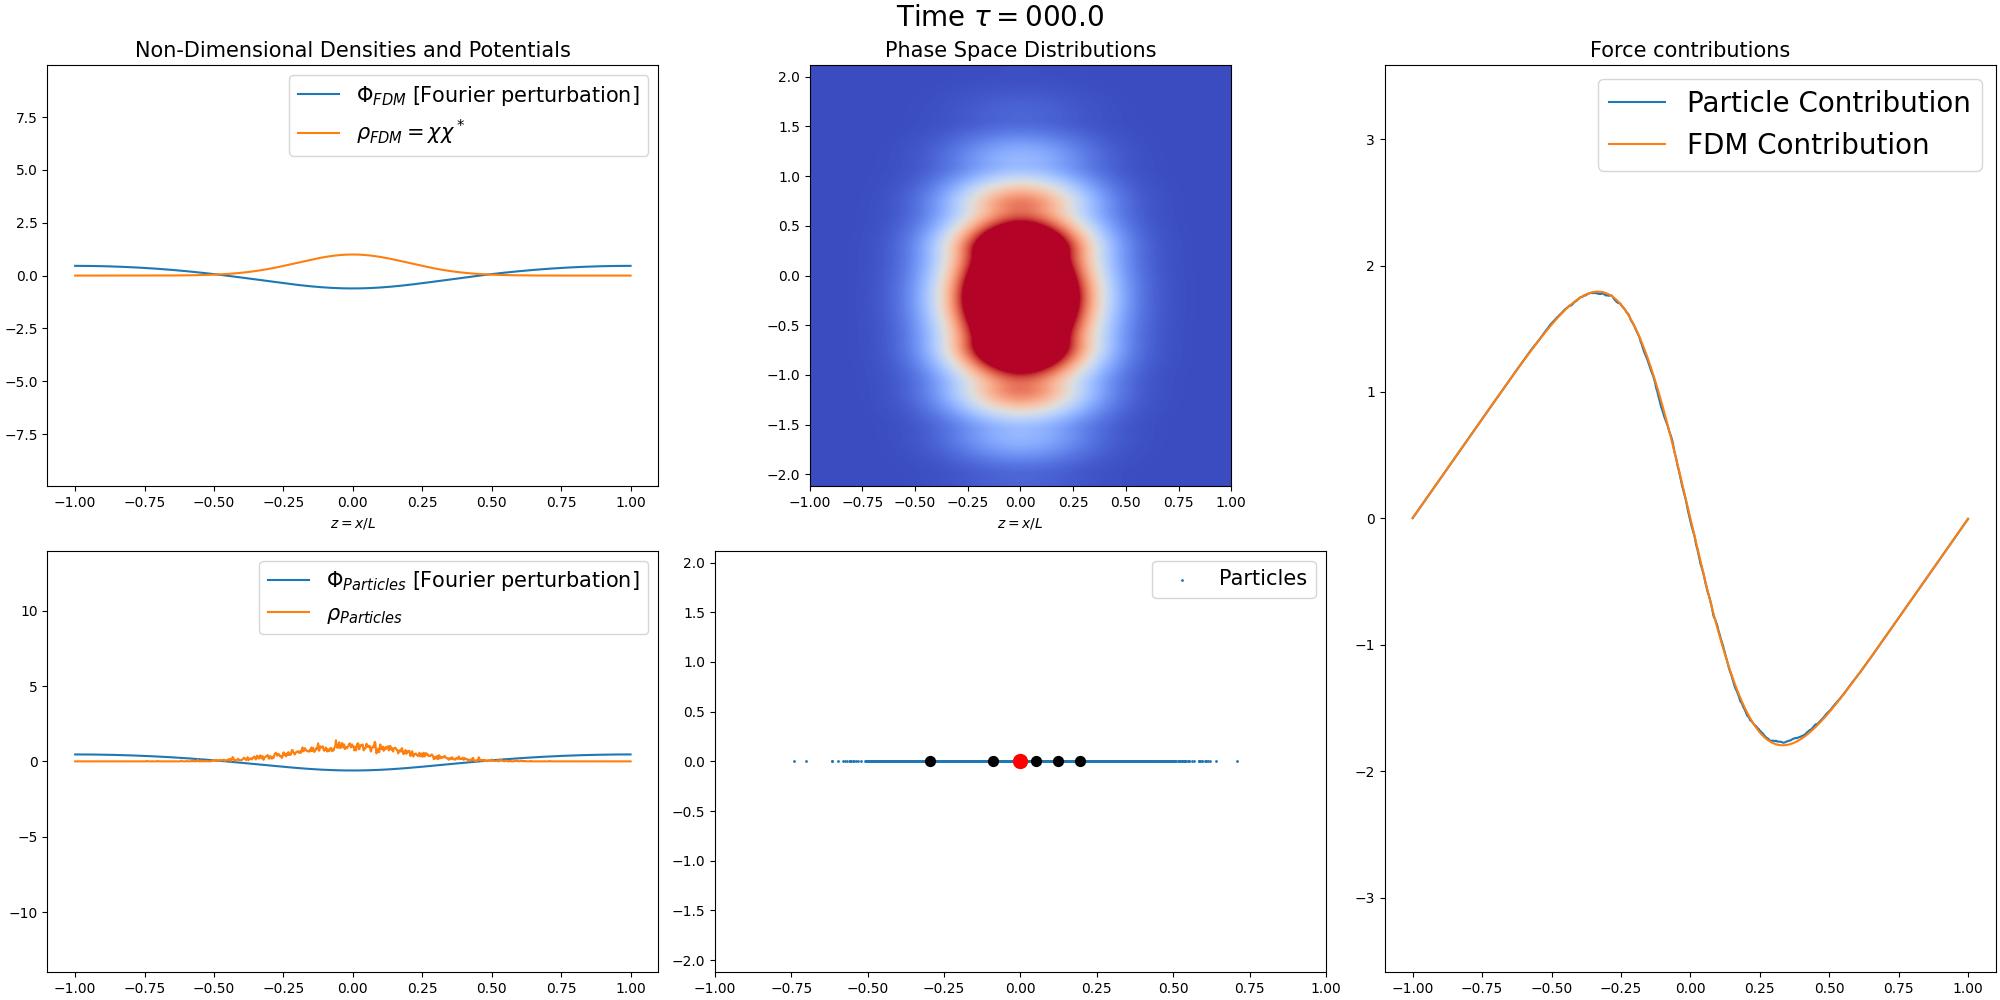 Time τ = 000.0
Non-Dimensional Densities and Potentials
Φ_FDM [Fourier perturbation]
ρ_FDM = χχ*
7.5
5.0
2.5
0.0
−2.5
−5.0
−7.5
−1.00 −0.75 −0.50 −0.25 0.00 0.25 0.50 0.75 1.00
z = x/L
Phase Space Distributions
2.0
1.5
1.0
0.5
0.0
−0.5
−1.0
−1.5
−2.0
−1.00 −0.75 −0.50 −0.25 0.00 0.25 0.50 0.75 1.00
z = x/L
Force contributions
Particle Contribution
FDM Contribution
3
2
1
0
−1
−2
−3
−1.00 −0.75 −0.50 −0.25 0.00 0.25 0.50 0.75 1.00
Φ_Particles [Fourier perturbation]
ρ_Particles
10
5
0
−5
−10
−1.00 −0.75 −0.50 −0.25 0.00 0.25 0.50 0.75 1.00
Particles
2.0
1.5
1.0
0.5
0.0
−0.5
−1.0
−1.5
−2.0
−1.00 −0.75 −0.50 −0.25 0.00 0.25 0.50 0.75 1.00